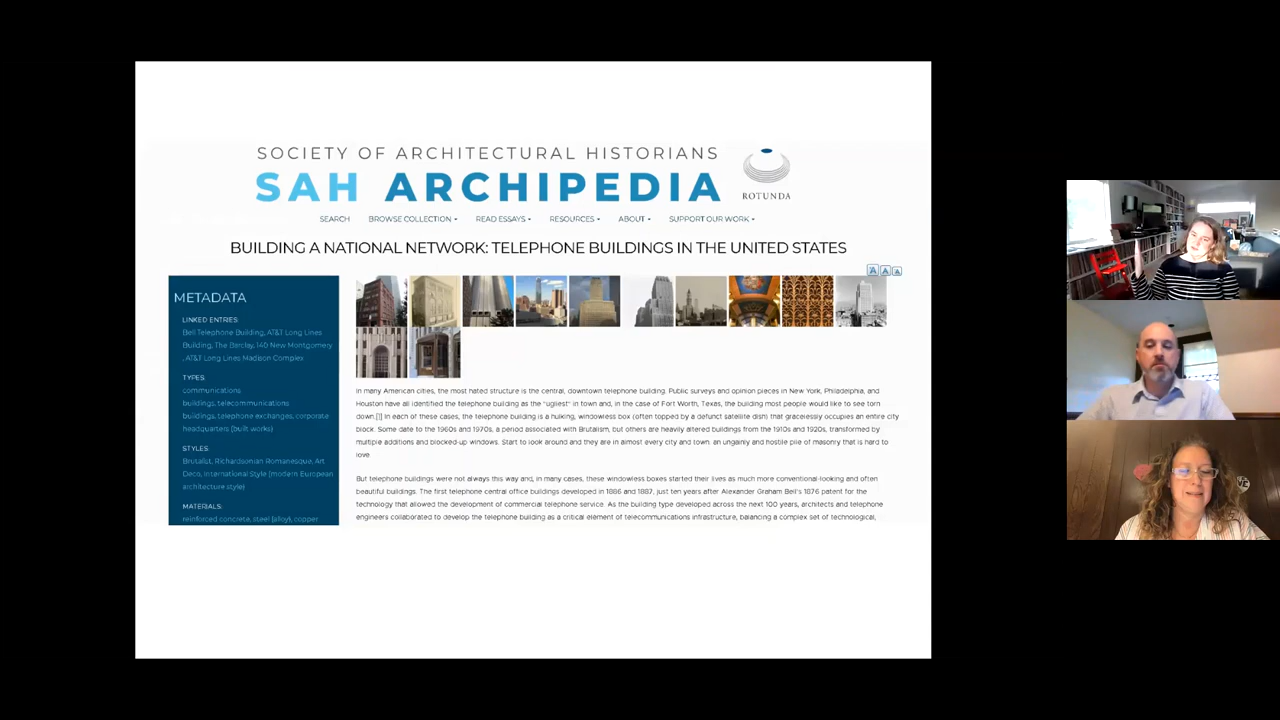 SOCIETY OF ARCHITECTURAL HISTORIANS
SAH ARCHIPEDIA
ROTUNDA
SEARCH BROWSE COLLECTION READ ESSAYS RESOURCES ABOUT SUPPORT OUR WORK
BUILDING A NATIONAL NETWORK: TELEPHONE BUILDINGS IN THE UNITED STATES
A A A
METADATA
LINKED ENTRIES:
Bell Telephone Building, AT&T Long Lines
Building, The Barclay, 140 New Montgomery
, AT&T Long Lines Madison Complex
TYPES:
communications
buildings, telecommunications
buildings, telephone exchanges, corporate
headquarters (built works)
STYLES:
Brutalist, Richardsonian Romanesque, Art
Deco, International Style (modern European
architecture style)
MATERIALS:
reinforced concrete, steel (alloy), copper
In many American cities, the most hated structure is the central, downtown telephone building. Public surveys and opinion pieces in New York, Philadelphia, and
Houston have all identified the telephone building as the "ugliest" in town and, in the case of Fort Worth, Texas, the building most people would like to see torn
down.[1] In each of these cases, the telephone building is a hulking, windowless box (often topped by a defunct satellite dish) that gracelessly occupies an entire city
block. Some date to the 1960s and 1970s, a period associated with Brutalism, but others are heavily altered buildings from the 1910s and 1920s, transformed by
multiple additions and blocked-up windows. Start to look around and they are in almost every city and town: an ungainly and hostile pile of masonry that is hard to
love.
But telephone buildings were not always this way and, in many cases, these windowless boxes started their lives as much more conventional-looking and often
beautiful buildings. The first telephone central office buildings developed in 1886 and 1887, just ten years after Alexander Graham Bell's 1876 patent for the
technology that allowed the development of commercial telephone service. As the building type developed across the next 100 years, architects and telephone
engineers collaborated to develop the telephone building as a critical element of telecommunications infrastructure, balancing a complex set of technological,